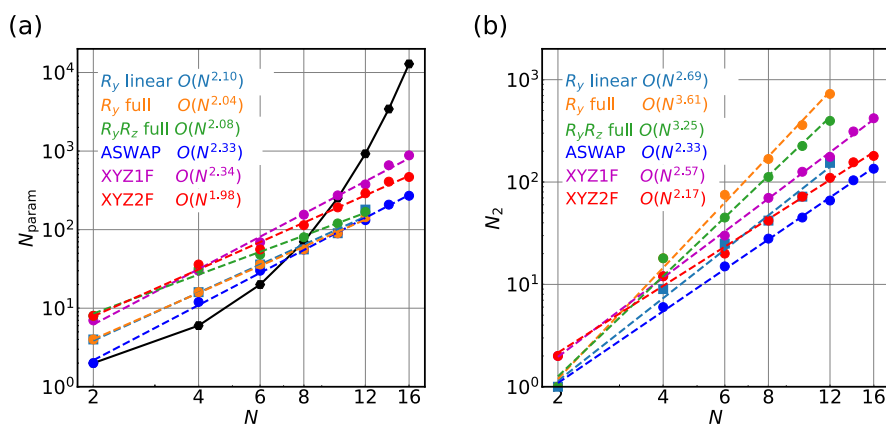 (a)
10^4
10^3
10^2
10^1
10^0
N_param
R_y linear O(N^2.10)
R_y full O(N^2.04)
R_yR_z full O(N^2.08)
ASWAP O(N^2.33)
XYZ1F O(N^2.34)
XYZ2F O(N^1.98)
2 4 6 8 12 16
N
(b)
10^3
10^2
10^1
10^0
N_2
R_y linear O(N^2.69)
R_y full O(N^3.61)
R_yR_z full O(N^3.25)
ASWAP O(N^2.33)
XYZ1F O(N^2.57)
XYZ2F O(N^2.17)
2 4 6 8 12 16
N